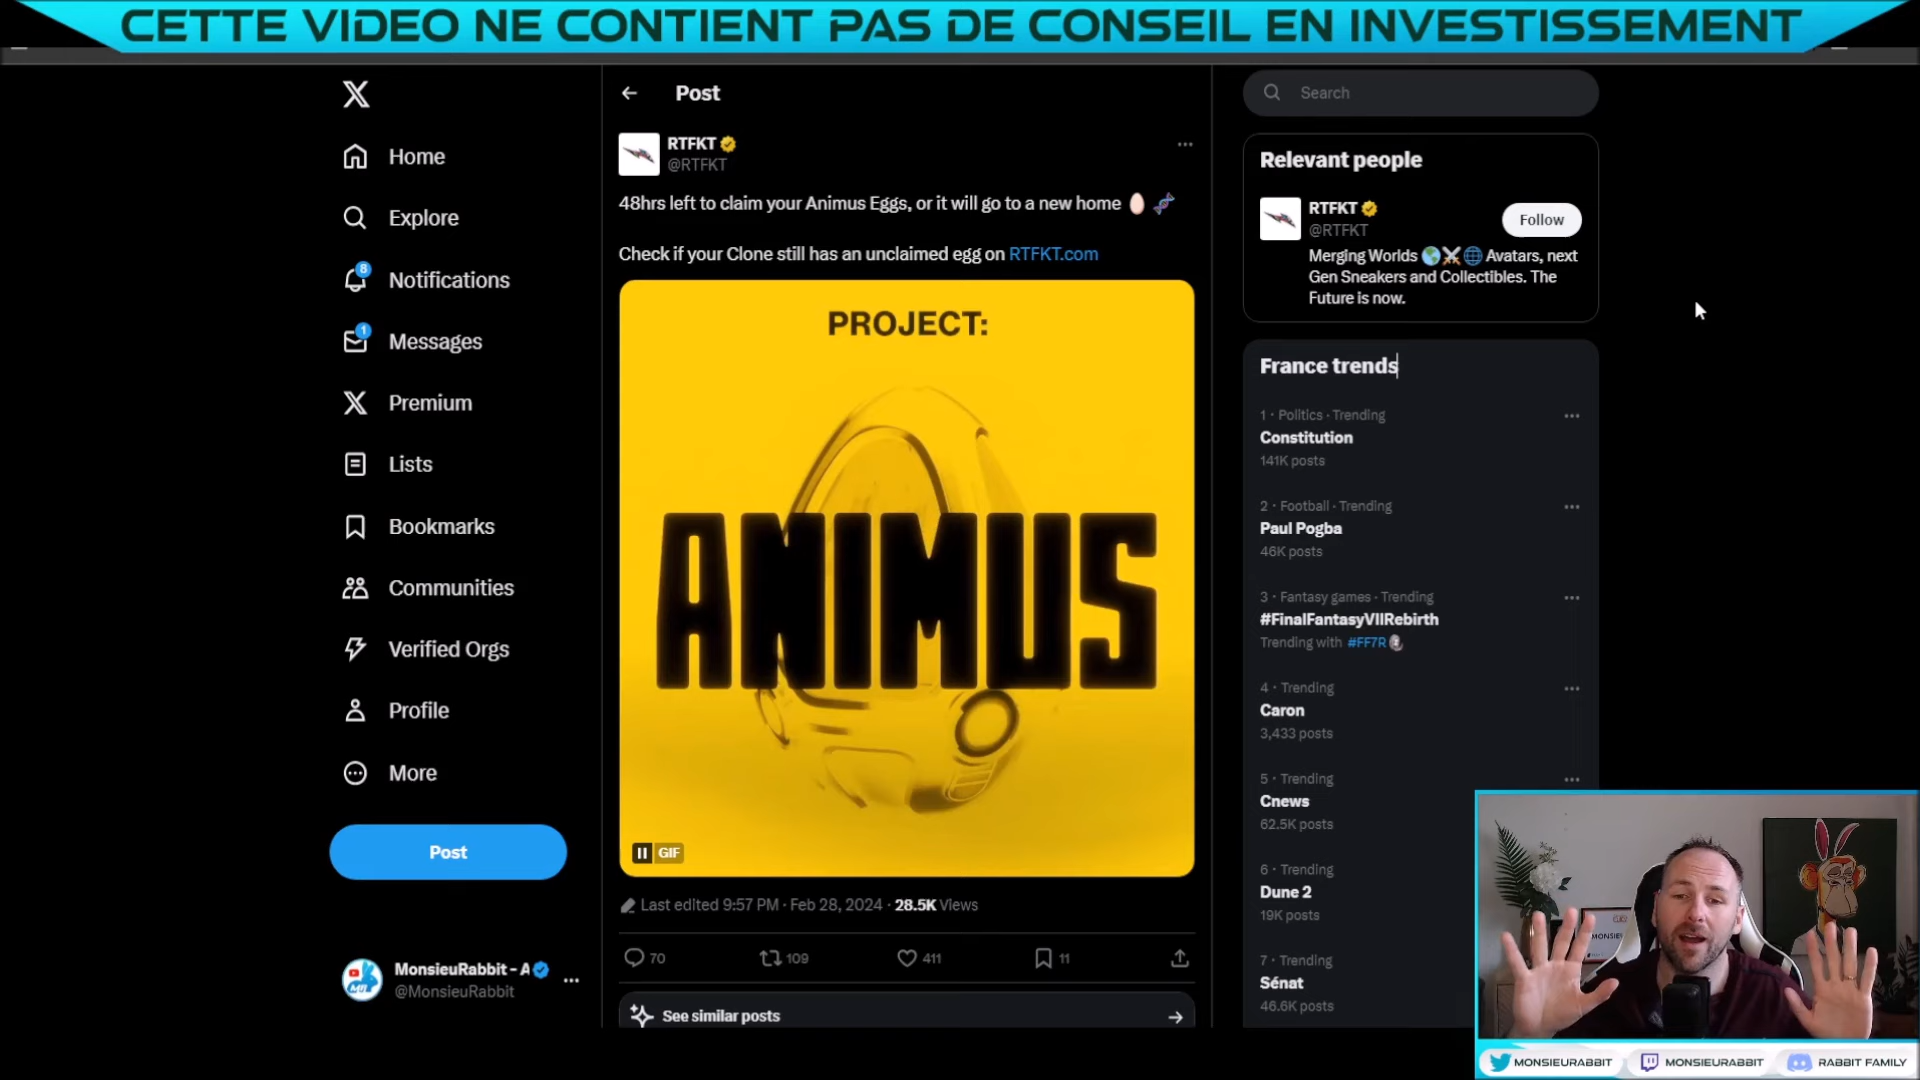 CETTE VIDEO NE CONTIENT PAS DE CONSEIL EN INVESTISSEMENT
Home
Explore
8
Notifications
1
Messages
Premium
Lists
Bookmarks
Communities
Verified Orgs
Profile
More
Post
MonsieurRabbit - A
@MonsieuRabbit
Post
RTFKT
@RTFKT
48hrs left to claim your Animus Eggs, or it will go to a new home
Check if your Clone still has an unclaimed egg on RTFKT.com
PROJECT:
ANIMUS
GIF
Last edited 9:57 PM · Feb 28, 2024 · 28.5K Views
70
109
411
11
See similar posts
Search
Relevant people
RTFKT
@RTFKT
Follow
Merging Worlds Avatars, next
Gen Sneakers and Collectibles. The
Future is now.
France trends
1 · Politics · Trending
Constitution
141K posts
2 · Football · Trending
Paul Pogba
46K posts
3 · Fantasy games · Trending
#FinalFantasyVIIRebirth
Trending with #FF7R
4 · Trending
Caron
3,433 posts
5 · Trending
Cnews
62.5K posts
6 · Trending
Dune 2
19K posts
7 · Trending
Sénat
46.6K posts
MONSIEURABBIT
MONSIEURABBIT
RABBIT FAMILY